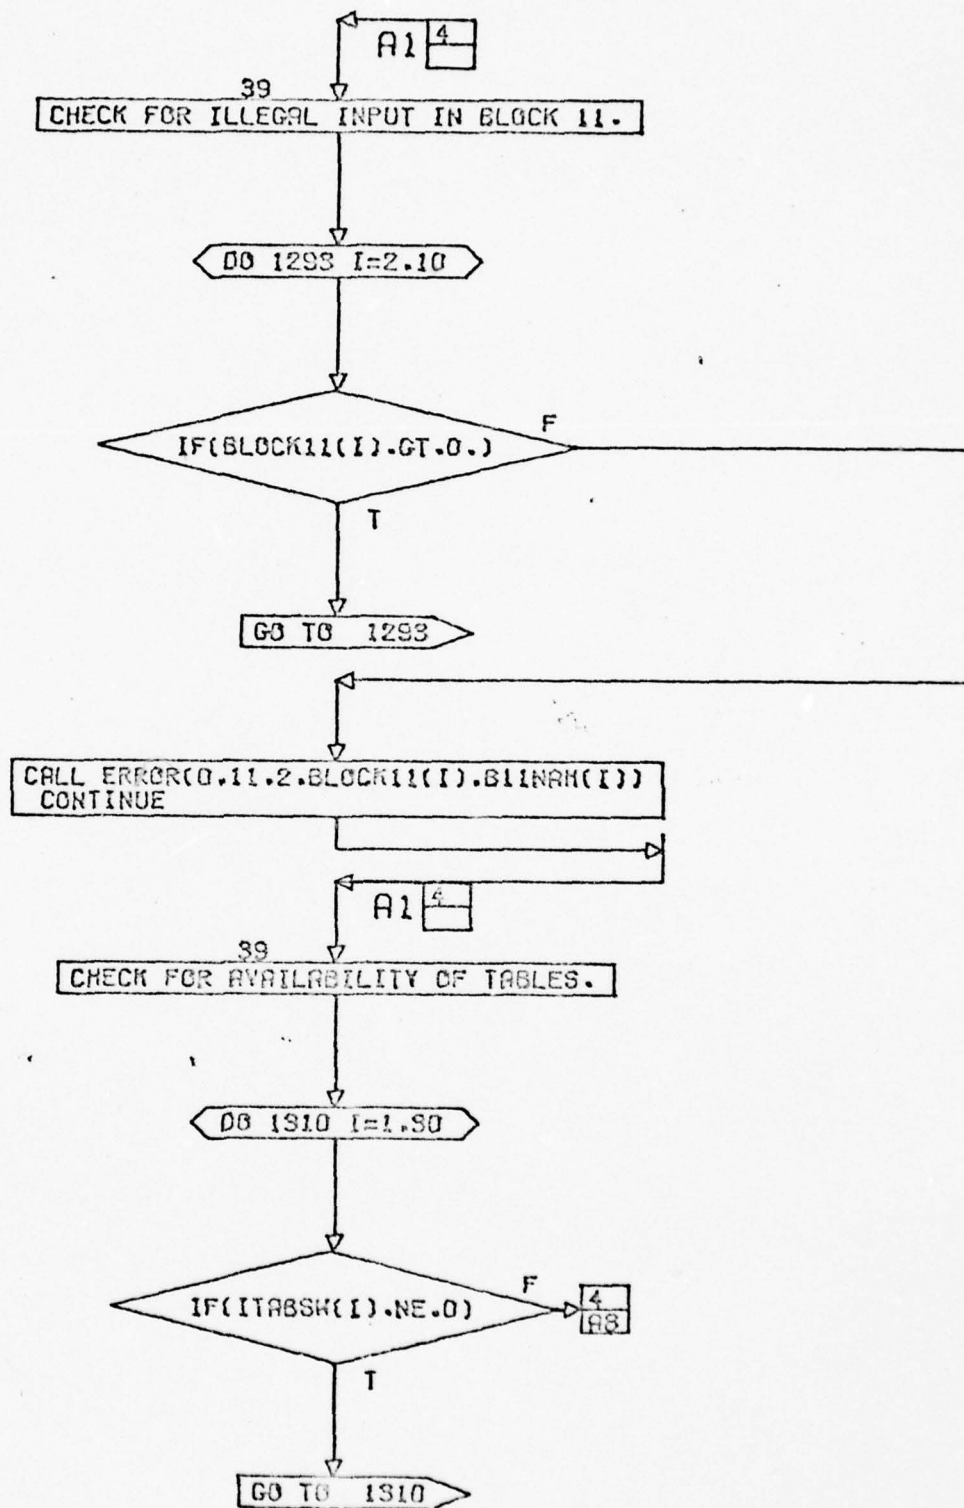 4
A1
39
CHECK FOR ILLEGAL INPUT IN BLOCK 11.
DO 1293 I=2.10
IF(BLOCK11(I).GT.0.)
F
T
GO TO 1293
CALL ERROR(0.11.2.BLOCK11(I).B11NAM(I))
CONTINUE
4
A1
39
CHECK FOR AVAILABILITY OF TABLES.
DO 1310 I=1.30
IF(ITABSW(I).NE.0)
F
4
A3
T
GO TO 1310